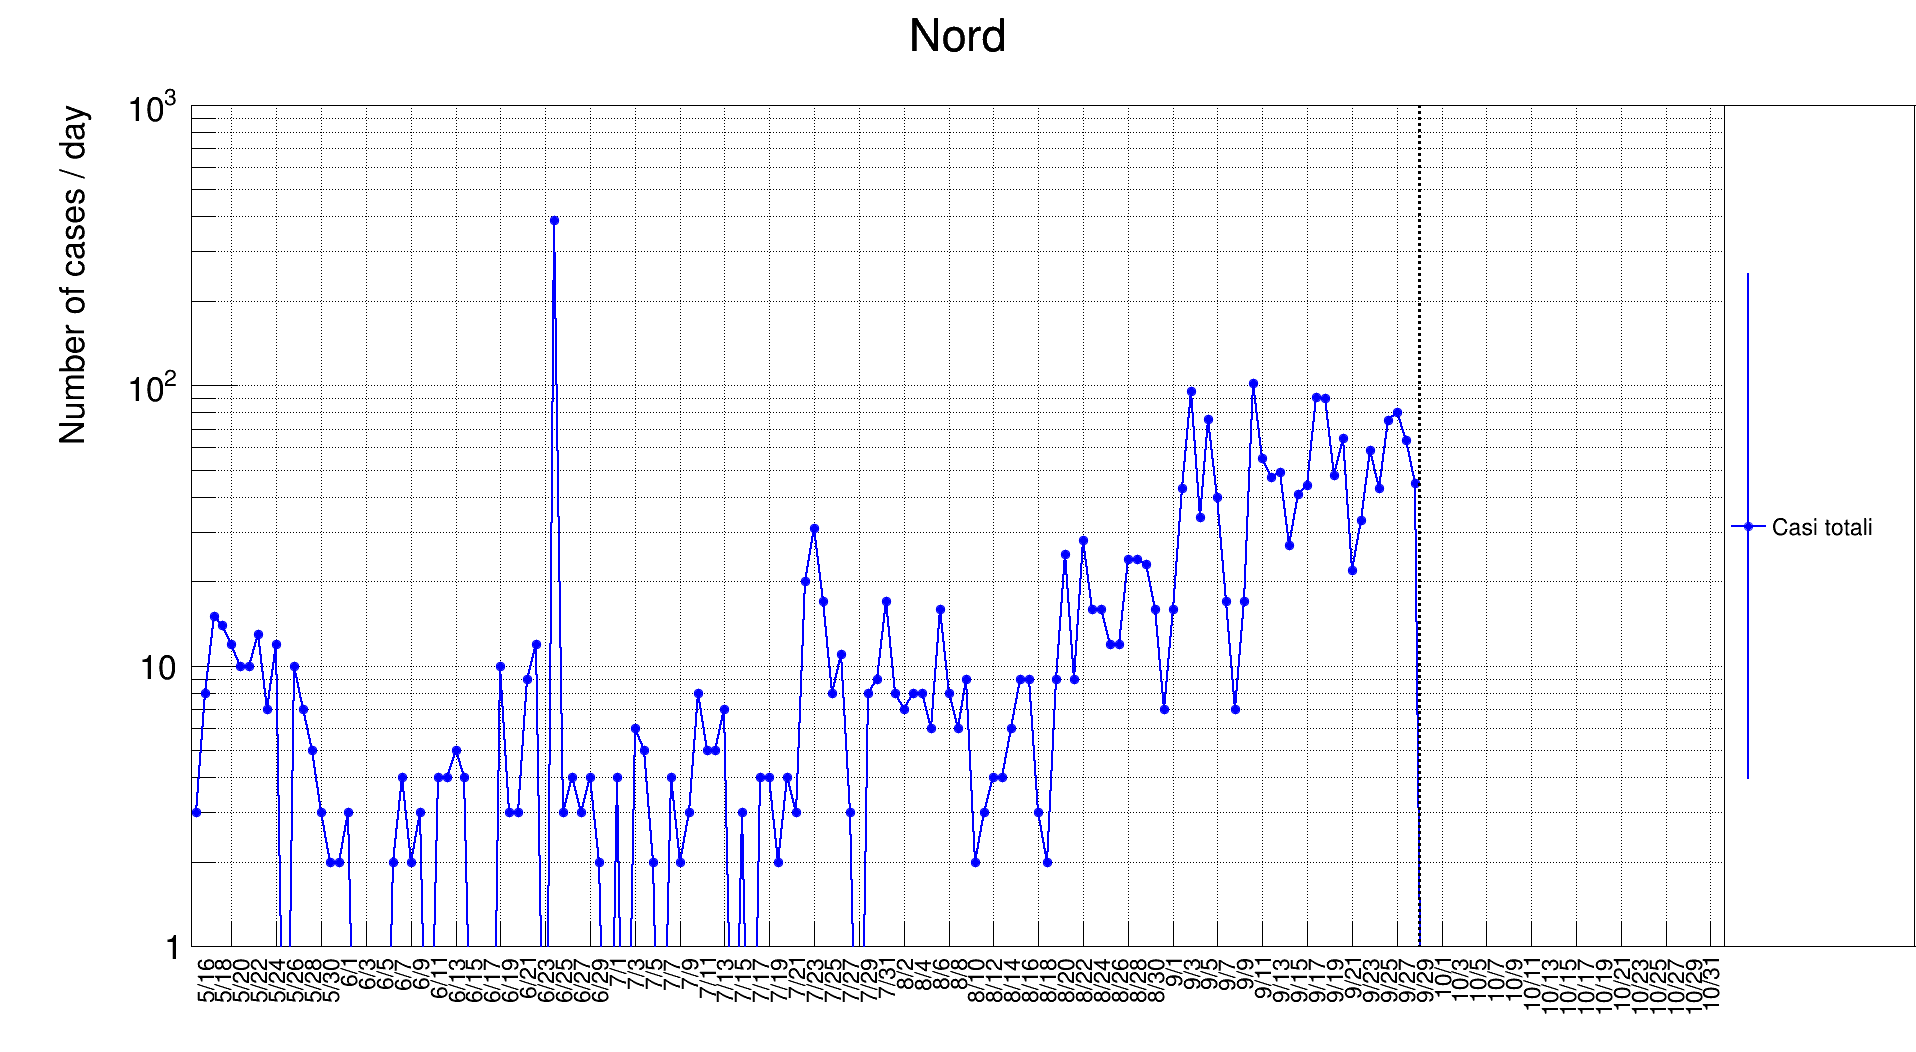 Nord
Number of cases / day
10³
10²
10
1
5/16 5/18 5/20 5/22 5/24 5/26 5/28 5/30 6/1 6/3 6/5 6/7 6/9 6/11 6/13 6/15 6/17 6/19 6/21 6/23 6/25 6/27 6/29 7/1 7/3 7/5 7/7 7/9 7/11 7/13 7/15 7/17 7/19 7/21 7/23 7/25 7/27 7/29 7/31 8/2 8/4 8/6 8/8 8/10 8/12 8/14 8/16 8/18 8/20 8/22 8/24 8/26 8/28 8/30 9/1 9/3 9/5 9/7 9/9 9/11 9/13 9/15 9/17 9/19 9/21 9/23 9/25 9/27 9/29 10/1 10/3 10/5 10/7 10/9 10/11 10/13 10/15 10/17 10/19 10/21 10/23 10/25 10/27 10/29 10/31
Casi totali